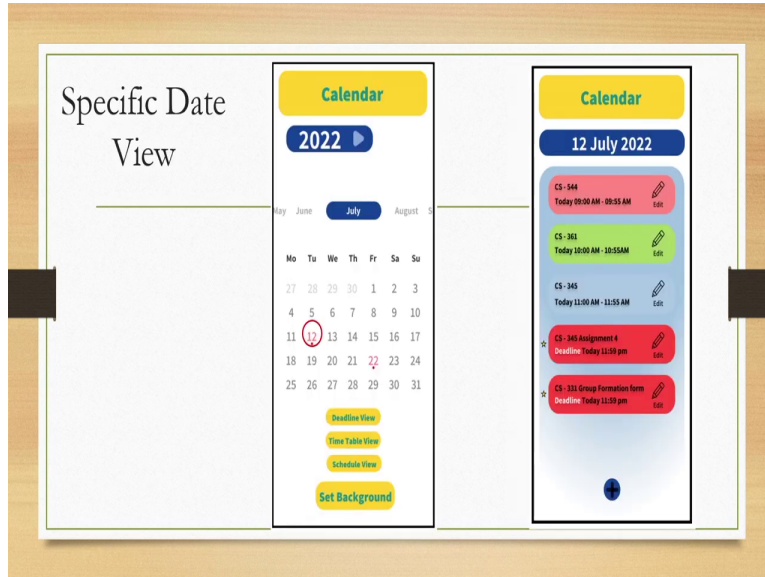 Specific Date
View
Calendar
2022
May June July August S
Mo Tu We Th Fr Sa Su
27 28 29 30 1 2 3
4 5 6 7 8 9 10
11 12 13 14 15 16 17
18 19 20 21 22 23 24
25 26 27 28 29 30 31
Deadline View
Time Table View
Schedule View
Set Background
Calendar
12 July 2022
CS - 544
Today 09:00 AM - 09:55 AM
Edit
CS - 361
Today 10:00 AM - 10:55AM
Edit
CS - 345
Today 11:00 AM - 11:55 AM
Edit
CS - 345 Assignment 4
Deadline Today 11:59 pm
Edit
CS - 331 Group Formation form
Deadline Today 11:59 pm
Edit